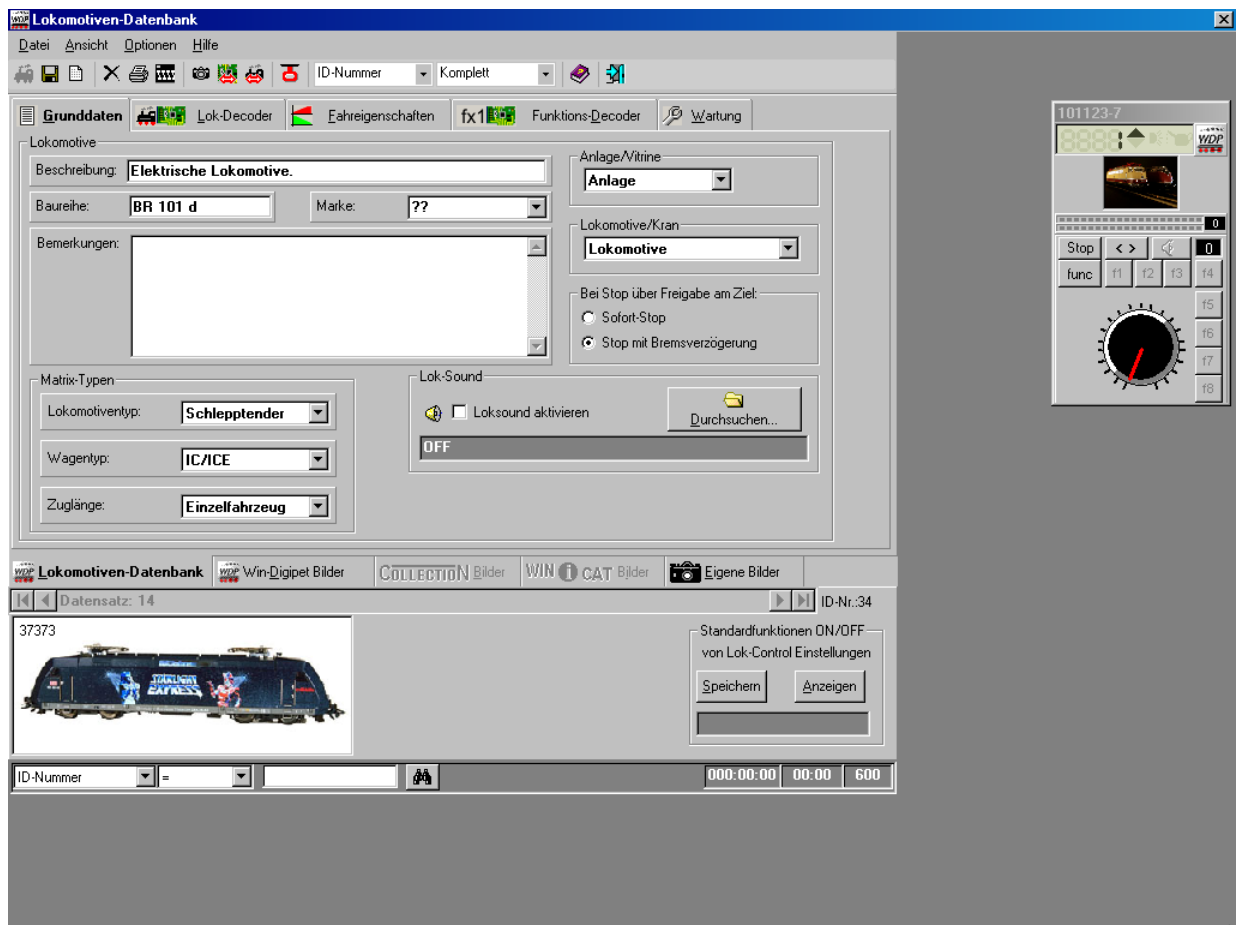 Lokomotiven-Datenbank
Datei Ansicht Optionen Hilfe
ID-Nummer Komplett
Grunddaten Lok-Decoder Fahreigenschaften fx1 Funktions-Decoder Wartung
Lokomotive
Beschreibung: Elektrische Lokomotive.
Baureihe: BR 101 d Marke: ??
Bemerkungen:
Anlage/Vitrine
Anlage
Lokomotive/Kran
Lokomotive
Bei Stop über Freigabe am Ziel:
Sofort-Stop
Stop mit Bremsverzögerung
Matrix-Typen
Lokomotiventyp: Schlepptender
Wagentyp: IC/ICE
Zuglänge: Einzelfahrzeug
Lok-Sound
Loksound aktivieren
Durchsuchen...
OFF
WDP Lokomotiven-Datenbank WDP Win-Digipet Bilder COLLECTION Bilder WIN i CAT Bilder Eigene Bilder
Datensatz: 14 ID-Nr.:34
37373
STARLIGHT
EXPRESS
Standardfunktionen ON/OFF
von Lok-Control Einstellungen
Speichern Anzeigen
ID-Nummer = 000:00:00 00:00 600
101123-7
WDP
0
Stop < > 0
func f1 f2 f3 f4
f5
f6
f7
f8